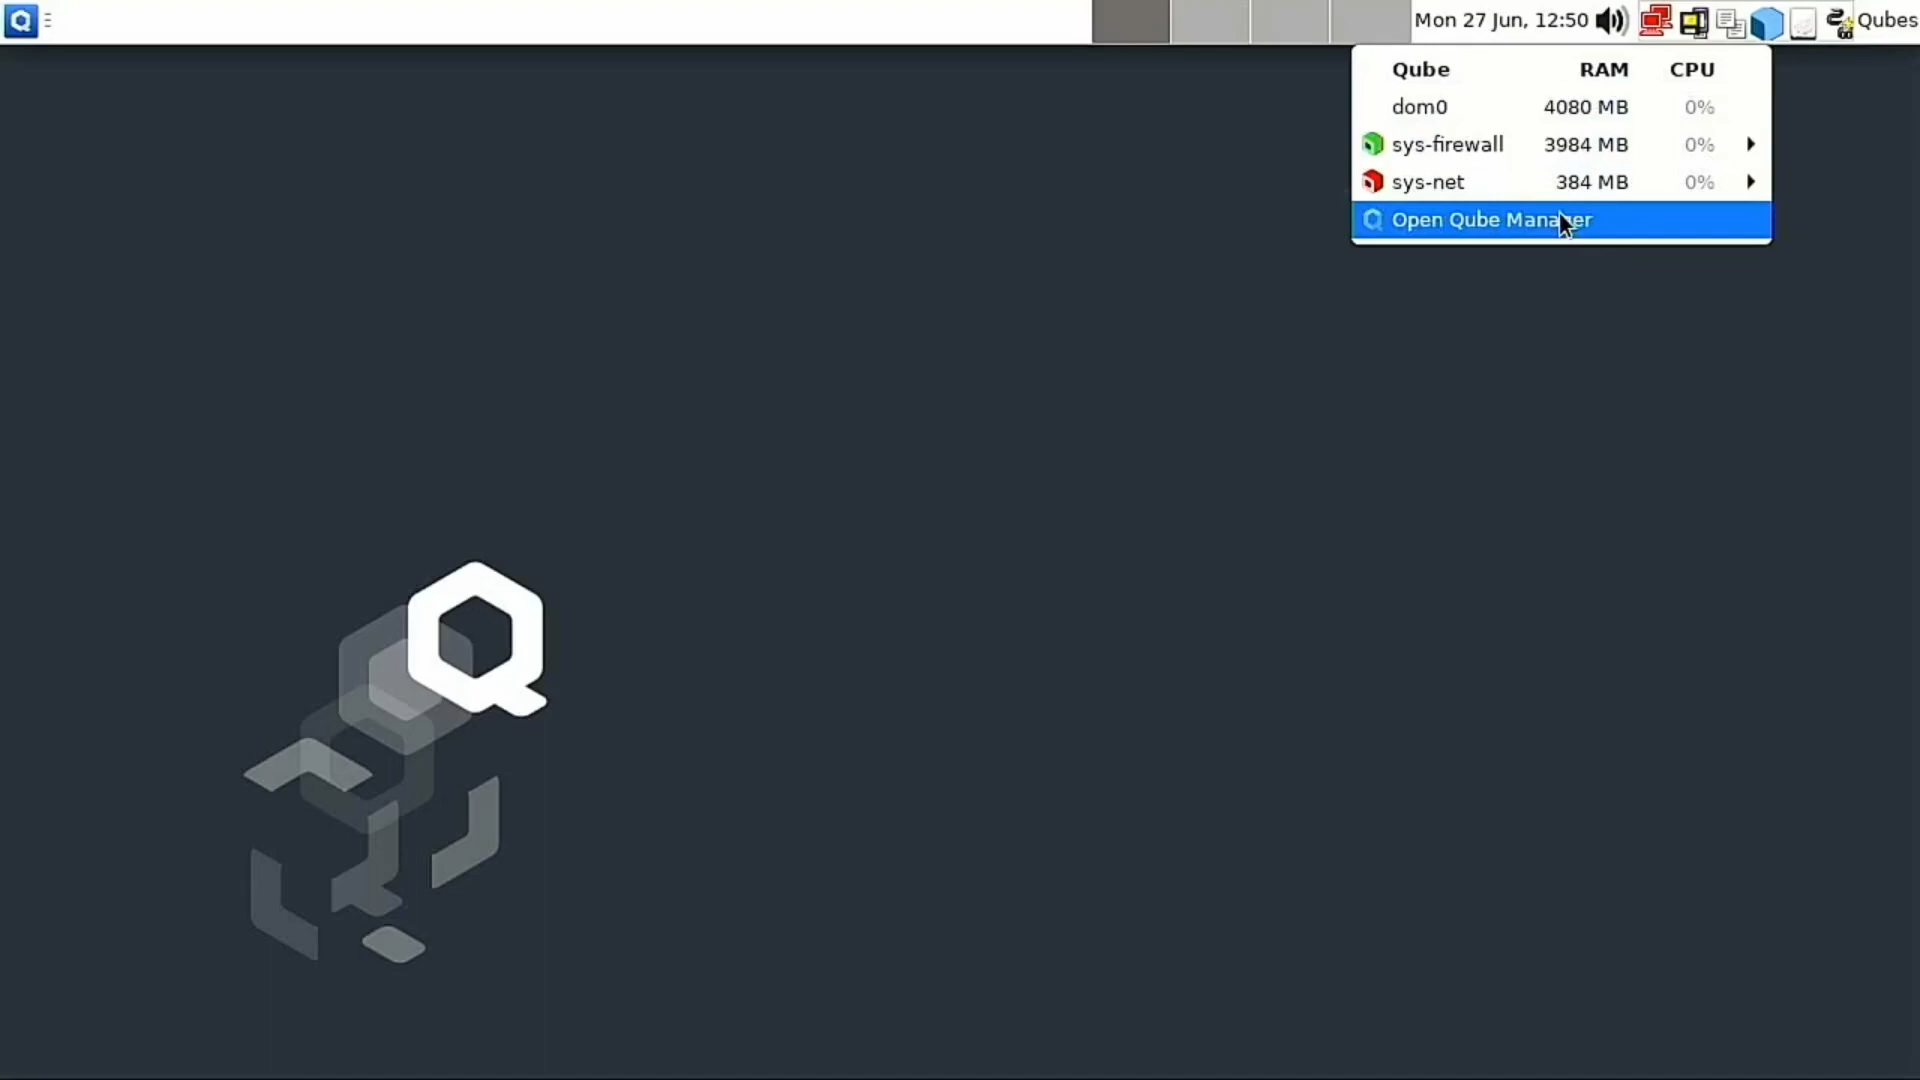 Mon 27 Jun, 12:50 Qubes
Qube RAM CPU
dom0 4080 MB 0%
sys-firewall 3984 MB 0%
sys-net 384 MB 0%
Open Qube Manager